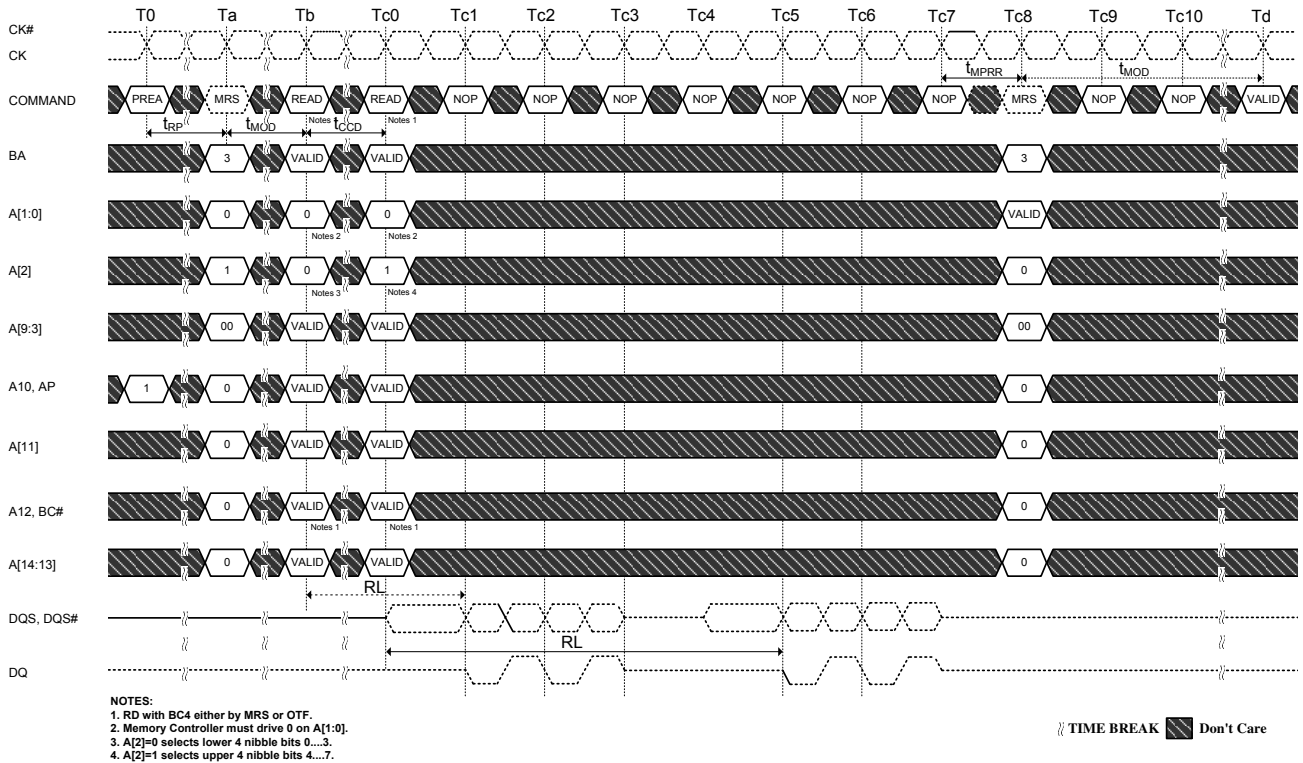 T0 Ta Tb Tc0 Tc1 Tc2 Tc3 Tc4 Tc5 Tc6 Tc7 Tc8 Tc9 Tc10 Td
CK#
CK
tMPRR tMOD
COMMAND PREA MRS READ READ NOP NOP NOP NOP NOP NOP NOP MRS NOP NOP VALID
Notes 1 Notes 1
tRP tMOD tCCD
BA 3 VALID VALID 3
A[1:0] 0 0 0 VALID
Notes 2 Notes 2
A[2] 1 0 1 0
Notes 3 Notes 4
A[9:3] 00 VALID VALID 00
A10, AP 1 0 VALID VALID 0
A[11] 0 VALID VALID 0
A12, BC# 0 VALID VALID 0
Notes 1 Notes 1
A[14:13] 0 VALID VALID 0
RL
DQS, DQS#
RL
DQ
NOTES:
1. RD with BC4 either by MRS or OTF.
2. Memory Controller must drive 0 on A[1:0].
3. A[2]=0 selects lower 4 nibble bits 0....3.
4. A[2]=1 selects upper 4 nibble bits 4....7.
TIME BREAK Don't Care